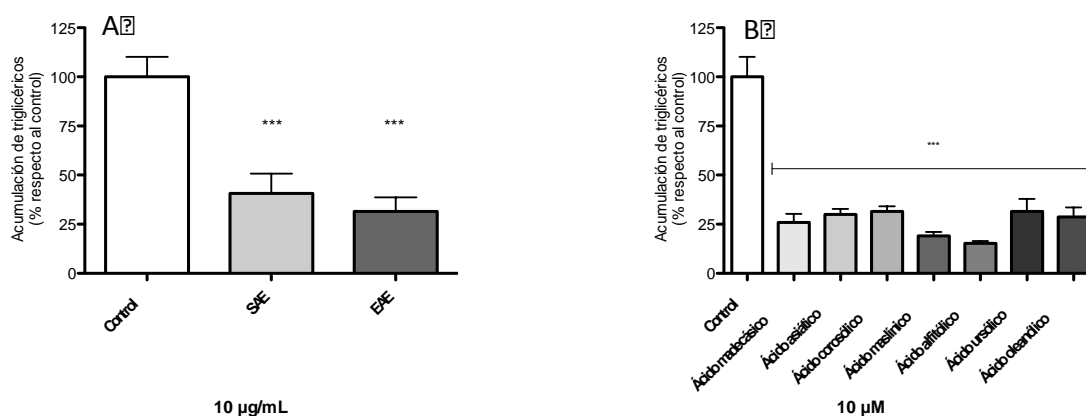 A
Acumulación de triglicéricos
(% respecto al control)
125
100
75
50
25
0
***
***
Control
SAE
EAE
10 µg/mL
B
Acumulación de triglicéricos
(% respecto al control)
125
100
75
50
25
0
***
Control
Ácido madecásico
Ácido asiático
Ácido corosólico
Ácido maslínico
Ácido alfitólico
Ácido ursólico
Ácido oleanólico
10 µM